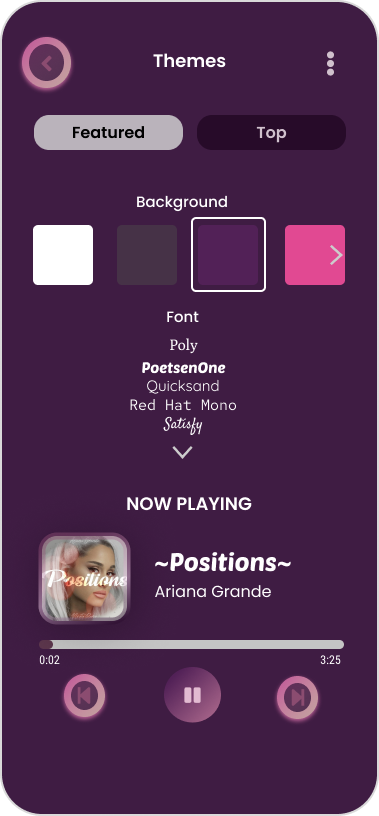 Themes
Featured
Top
Background
Font
Poly
PoetsenOne
Quicksand
Red Hat Mono
Satisfy
NOW PLAYING
Positions
~Positions~
Ariana Grande
0:02
3:25